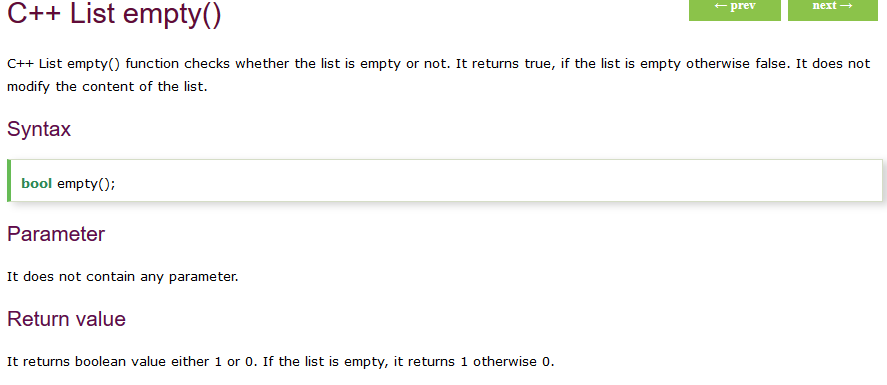 C++ List empty()
← prev
next →
C++ List empty() function checks whether the list is empty or not. It returns true, if the list is empty otherwise false. It does not
modify the content of the list.
Syntax
bool empty();
Parameter
It does not contain any parameter.
Return value
It returns boolean value either 1 or 0. If the list is empty, it returns 1 otherwise 0.